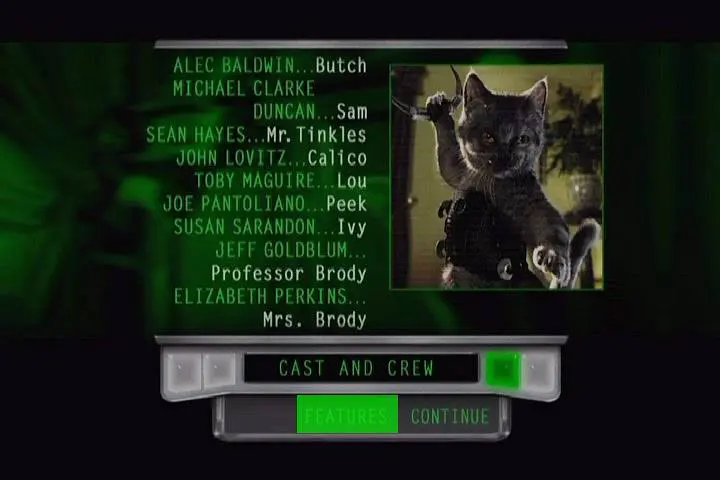 ALEC BALDWIN...Butch
MICHAEL CLARKE
DUNCAN...Sam
SEAN HAYES...Mr.Tinkles
JOHN LOVITZ...Calico
TOBY MAGUIRE...Lou
JOE PANTOLIANO...Peek
SUSAN SARANDON...Ivy
JEFF GOLDBLUM...
Professor Brody
ELIZABETH PERKINS...
Mrs. Brody
CAST AND CREW
FEATURES CONTINUE